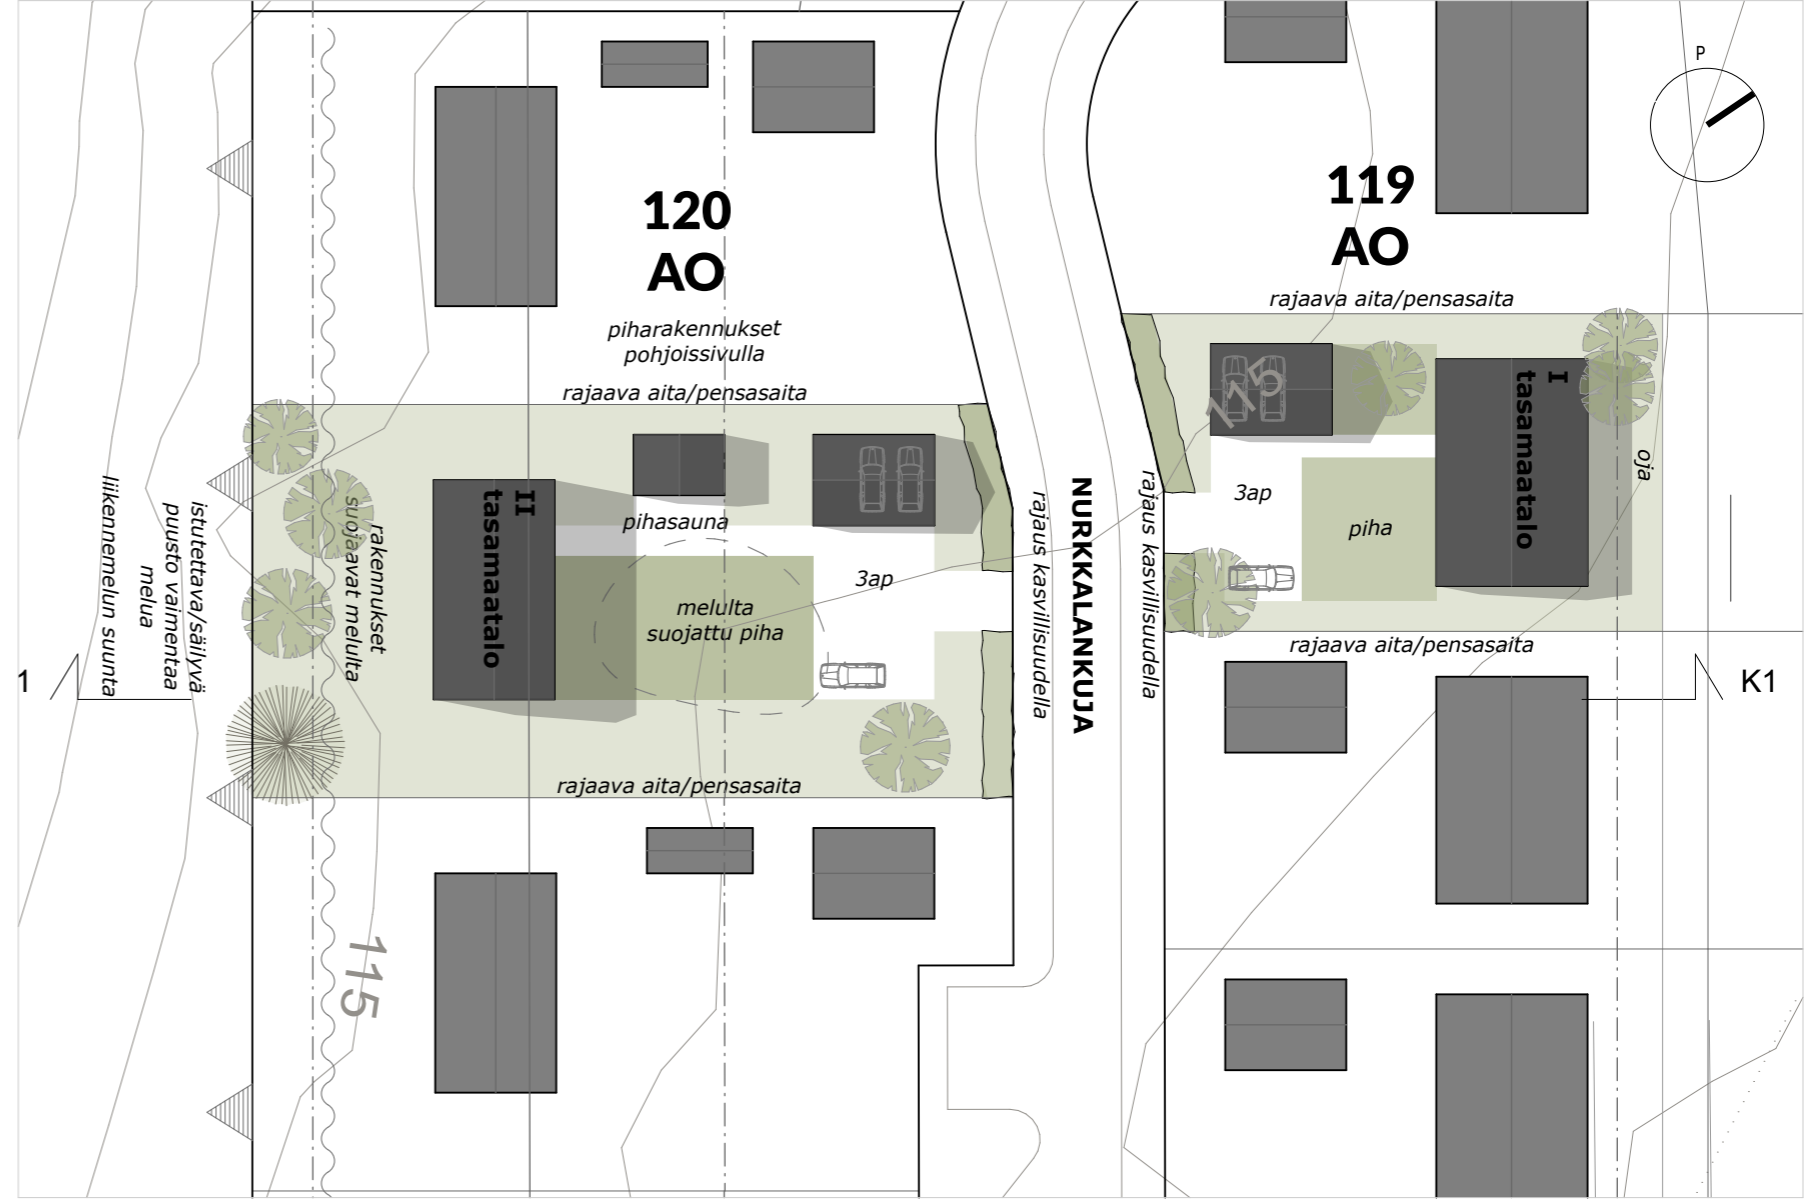 P
120
AO
119
AO
piharakennukset
pohjoissivulla
rajaava aita/pensasaita
rajaava aita/pensasaita
115
I
tasamaatalo
oja
3ap
piha
rajaava aita/pensasaita
liikennemelun suunta
istutettava/säilyvä
puusto vaimentaa
melua
rakennukset
suojaavat melulta
II
tasamaatalo
pihasauna
3ap
melulta
suojattu piha
rajaus kasvillisuudella
NURKKALANKUJA
rajaus kasvillisuudella
1
K1
rajaava aita/pensasaita
115